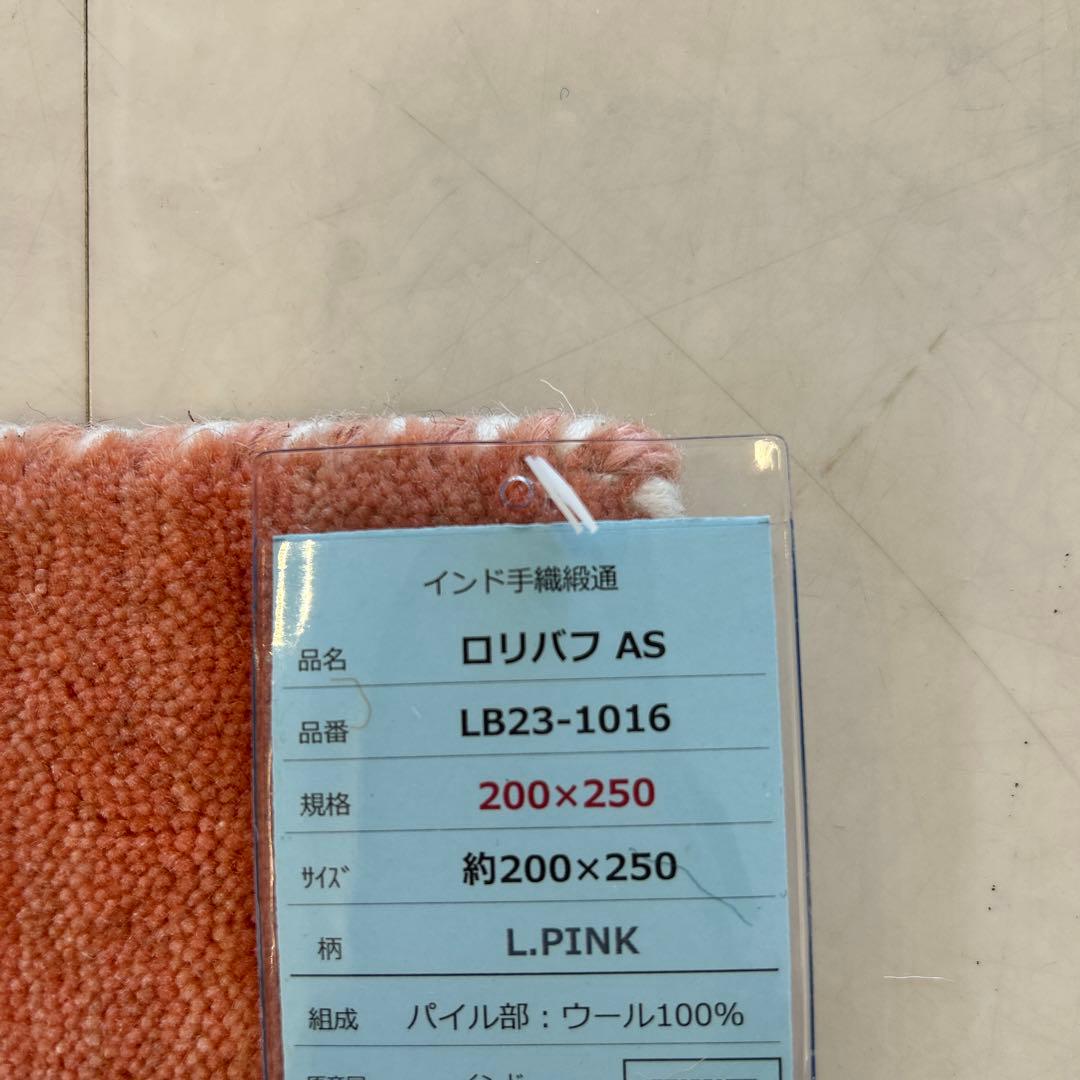 インド手織緞通
品名 ロリバフ AS
品番 LB23-1016
規格 200×250
ｻｲｽﾞ 約200×250
柄 L.PINK
組成 パイル部：ウール100%